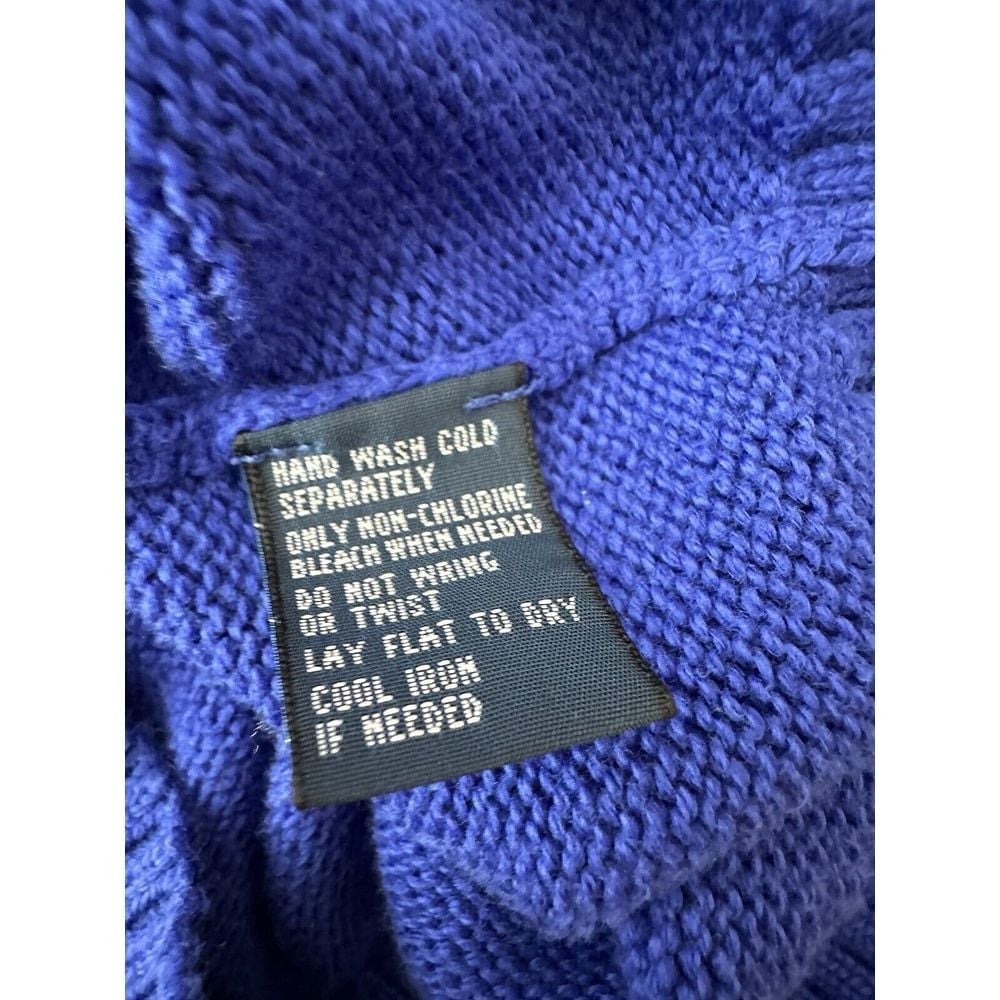 HAND WASH COLD
SEPARATELY
ONLY NON-CHLORINE
BLEACH WHEN NEEDED
DO NOT WRING
OR TWIST
LAY FLAT TO DRY
COOL IRON
IF NEEDED